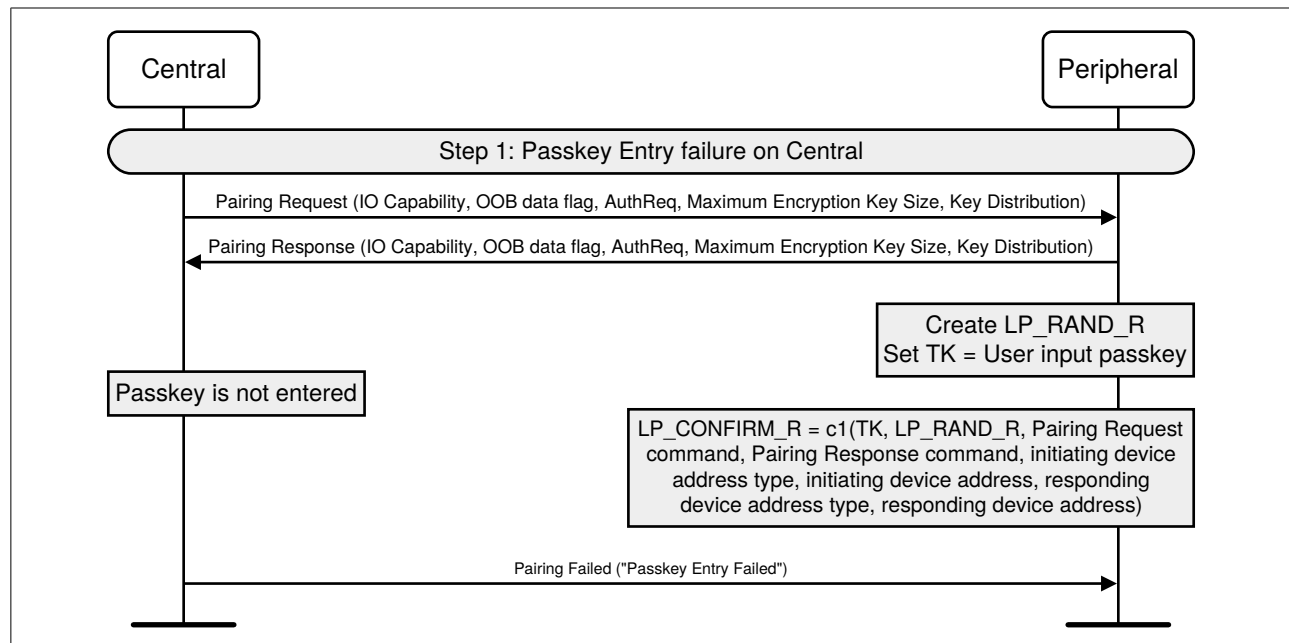 Central
Peripheral
Step 1: Passkey Entry failure on Central
Pairing Request (IO Capability, OOB data flag, AuthReq, Maximum Encryption Key Size, Key Distribution)
Pairing Response (IO Capability, OOB data flag, AuthReq, Maximum Encryption Key Size, Key Distribution)
Create LP_RAND_R
Set TK = User input passkey
Passkey is not entered
LP_CONFIRM_R = c1(TK, LP_RAND_R, Pairing Request
command, Pairing Response command, initiating device
address type, initiating device address, responding
device address type, responding device address)
Pairing Failed ("Passkey Entry Failed")